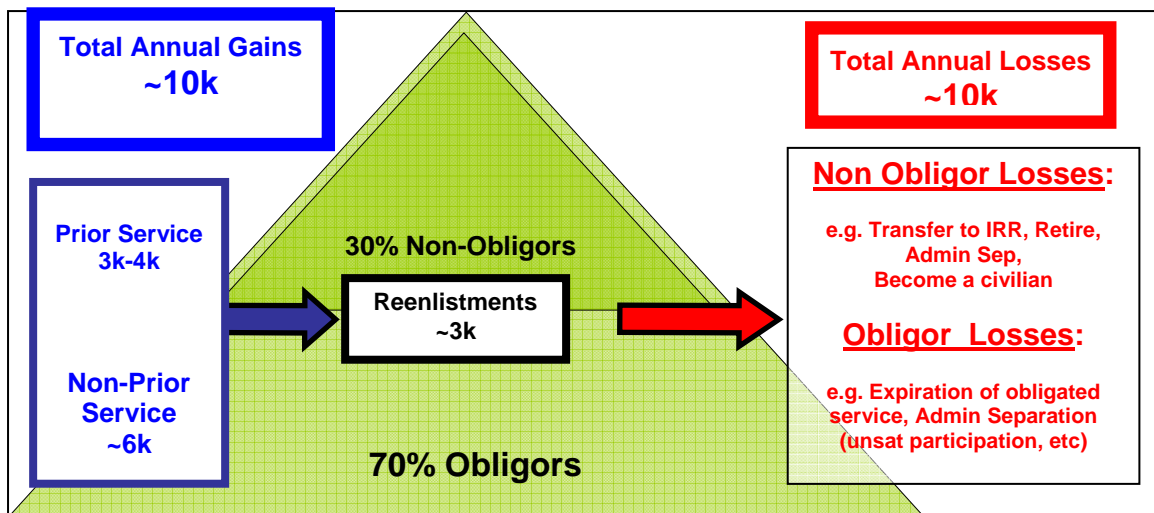 Total Annual Gains
~10k
Total Annual Losses
~10k
Prior Service
3k-4k
Non-Prior
Service
~6k
30% Non-Obligors
Reenlistments
~3k
70% Obligors
Non Obligor Losses:
e.g. Transfer to IRR, Retire,
Admin Sep,
Become a civilian
Obligor Losses:
e.g. Expiration of obligated
service, Admin Separation
(unsat participation, etc)